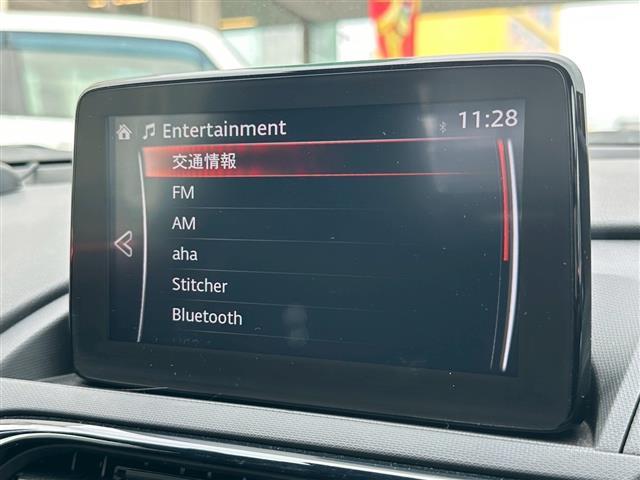 Entertainment 11:28
交通情報
FM
AM
aha
Stitcher
Bluetooth